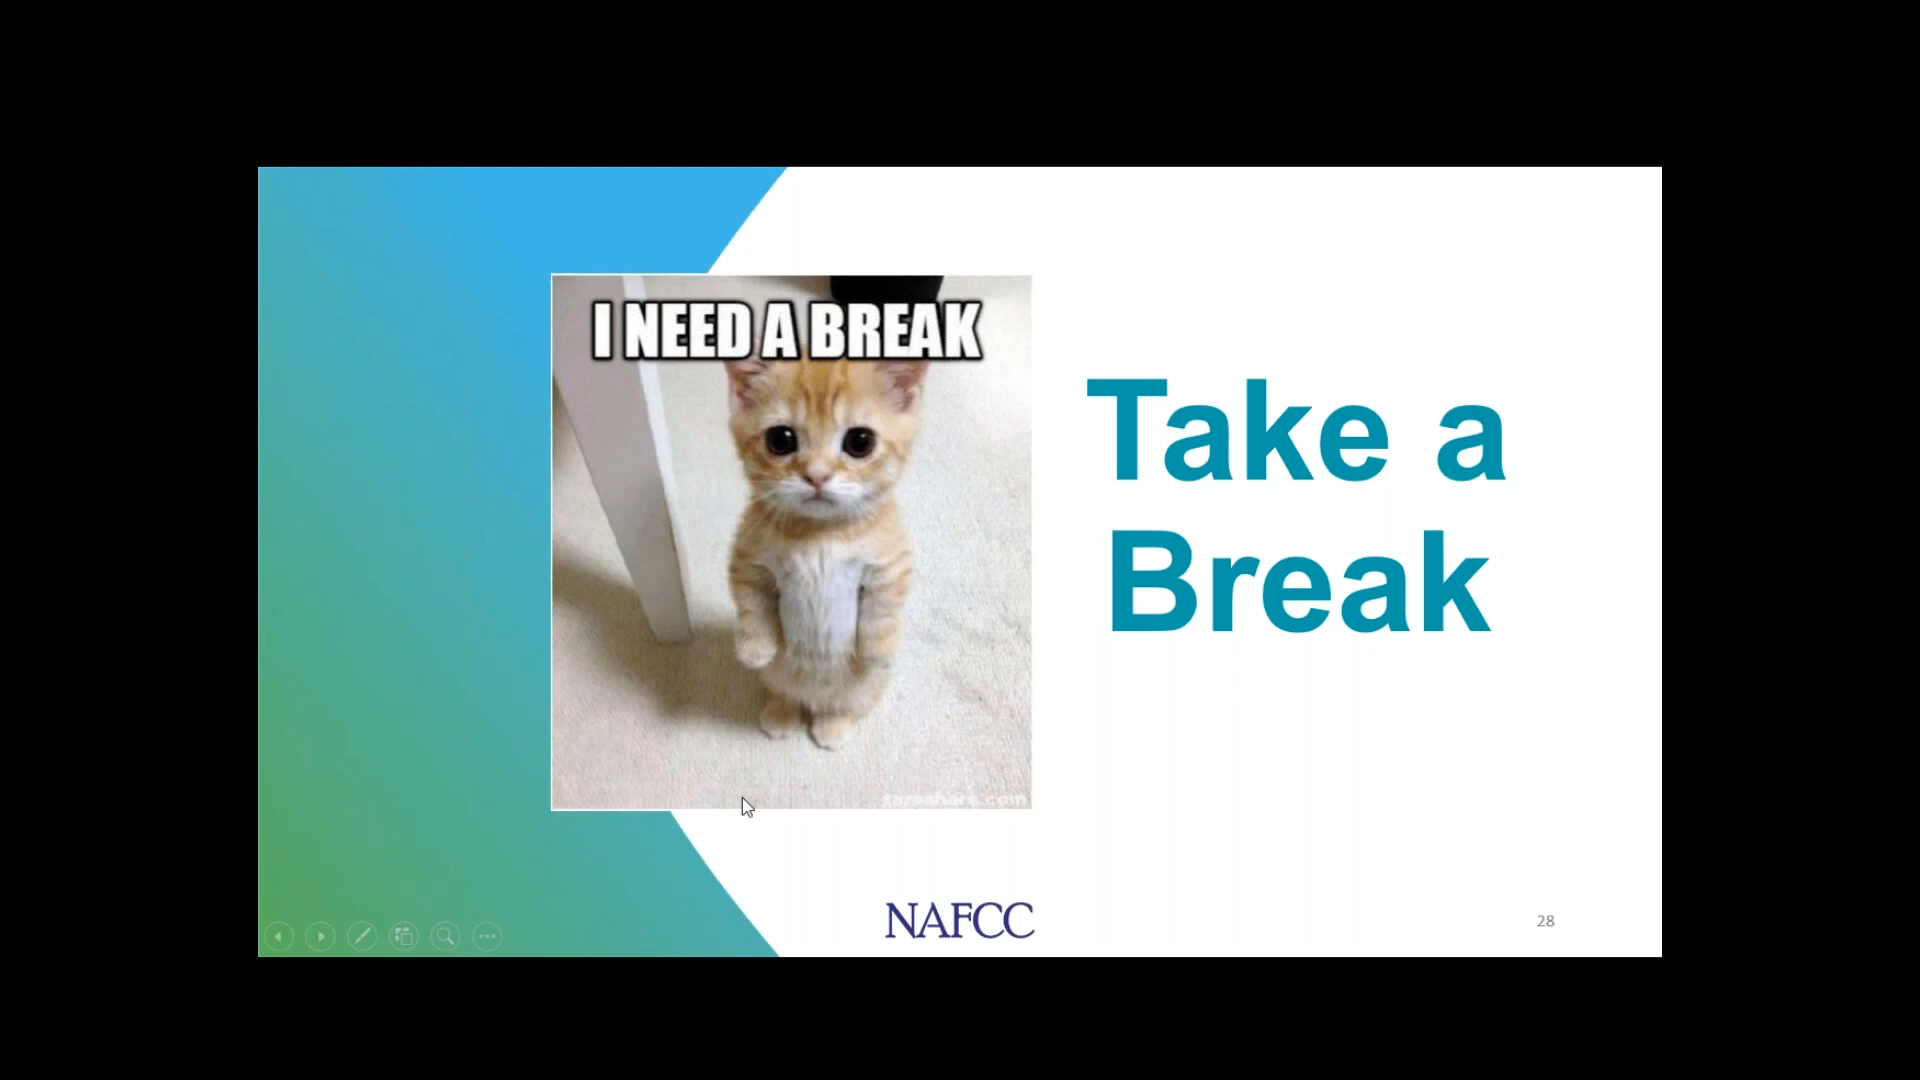 I NEED A BREAK
Take a
Break
NAFCC
28